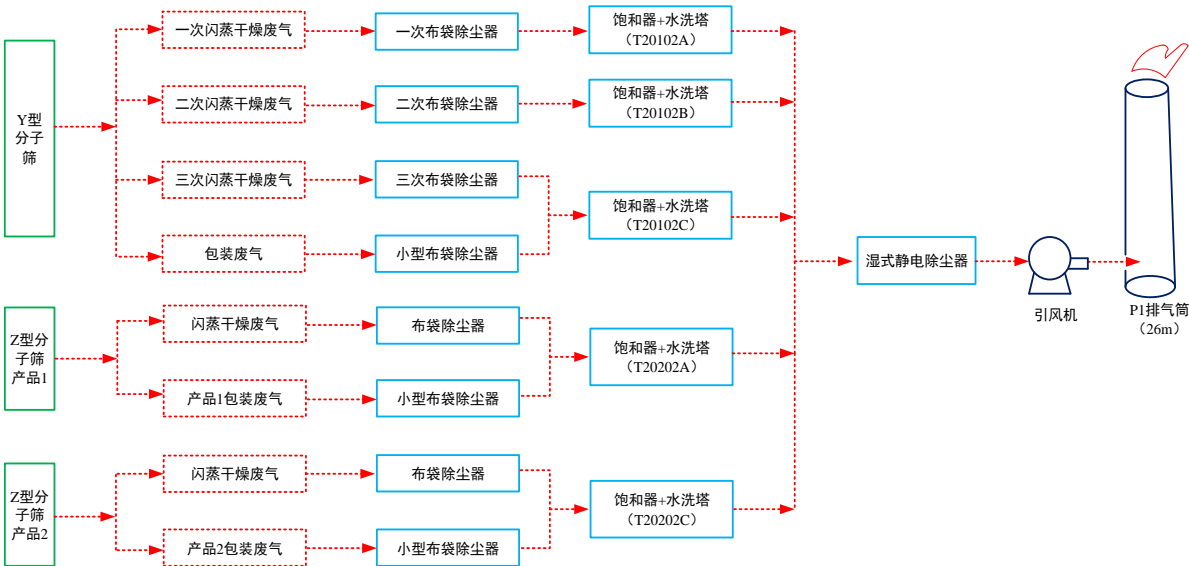 Y型
分子
筛
一次闪蒸干燥废气
一次布袋除尘器
饱和器+水洗塔
（T20102A）
二次闪蒸干燥废气
二次布袋除尘器
饱和器+水洗塔
（T20102B）
三次闪蒸干燥废气
三次布袋除尘器
饱和器+水洗塔
（T20102C）
包装废气
小型布袋除尘器
Z型分
子筛
产品1
闪蒸干燥废气
布袋除尘器
饱和器+水洗塔
（T20202A）
产品1包装废气
小型布袋除尘器
Z型分
子筛
产品2
闪蒸干燥废气
布袋除尘器
饱和器+水洗塔
（T20202C）
产品2包装废气
小型布袋除尘器
湿式静电除尘器
引风机
P1排气筒
（26m）